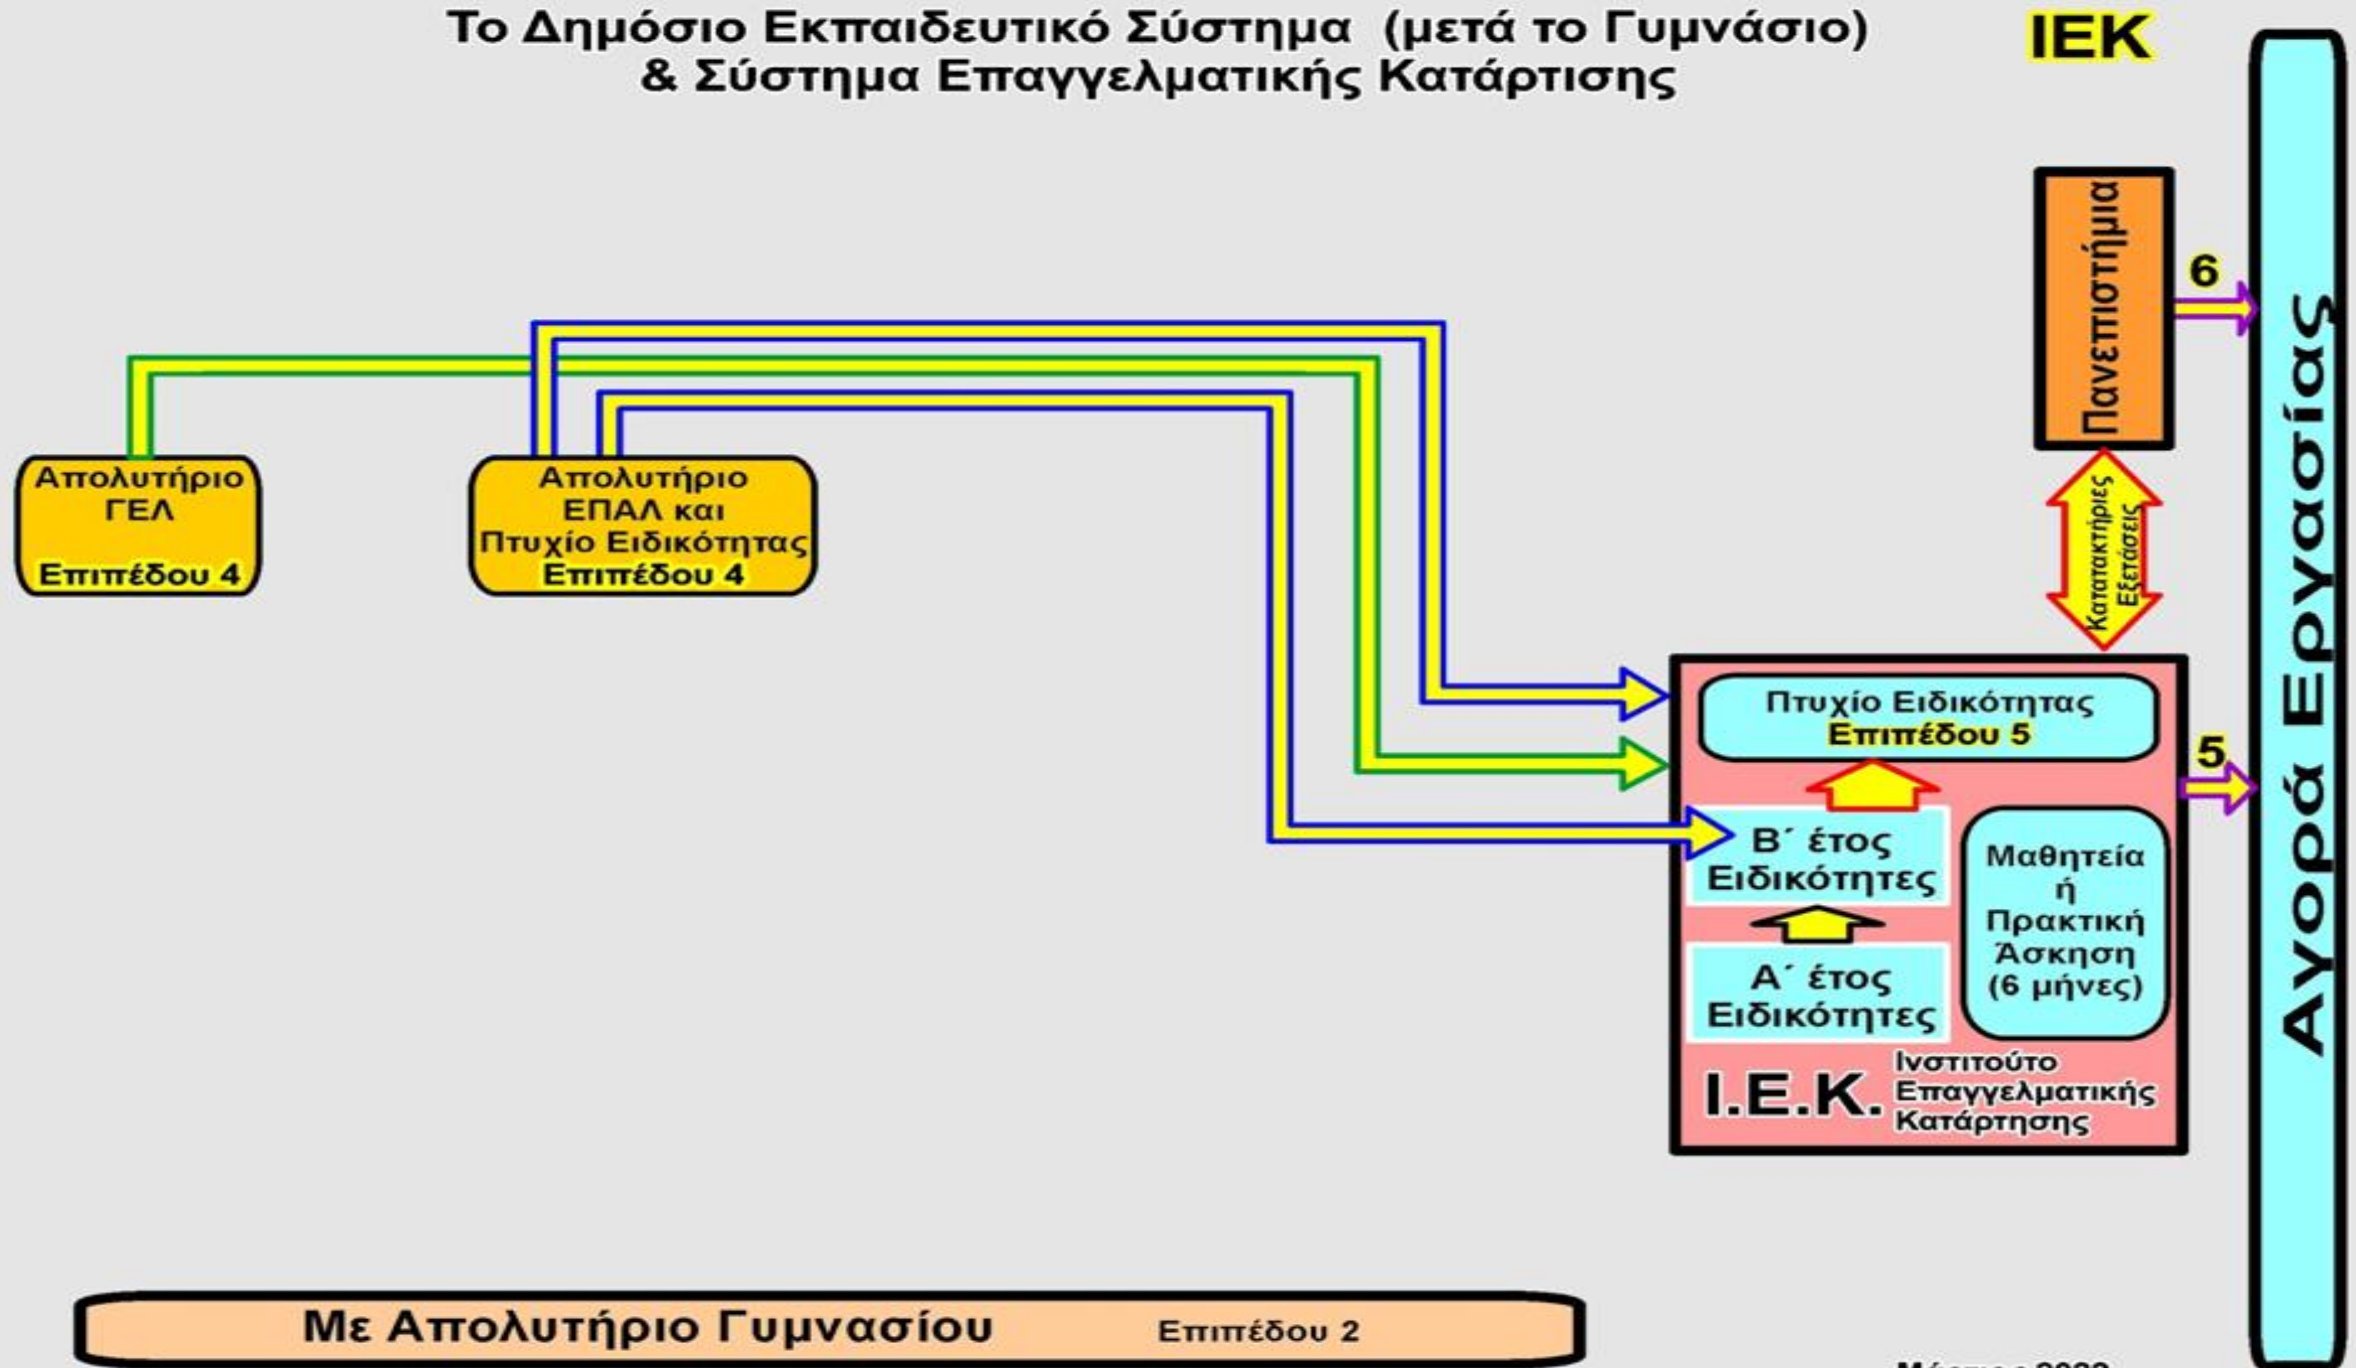 Το Δημόσιο Εκπαιδευτικό Σύστημα (μετά το Γυμνάσιο)
& Σύστημα Επαγγελματικής Κατάρτισης
ΙΕΚ
Πανεπιστήμια
6
Απολυτήριο
ΓΕΛ
Επιπέδου 4
Απολυτήριο
ΕΠΑΛ και
Πτυχίο Ειδικότητας
Επιπέδου 4
Κατατακτήριες
Εξετάσεις
Πτυχίο Ειδικότητας
Επιπέδου 5
5
Β΄ έτος
Ειδικότητες
Μαθητεία
ή
Πρακτική
Άσκηση
(6 μήνες)
Α΄ έτος
Ειδικότητες
Ι.Ε.Κ.
Ινστιτούτο
Επαγγελματικής
Κατάρτησης
Αγορά Εργασίας
Με Απολυτήριο Γυμνασίου Επιπέδου 2